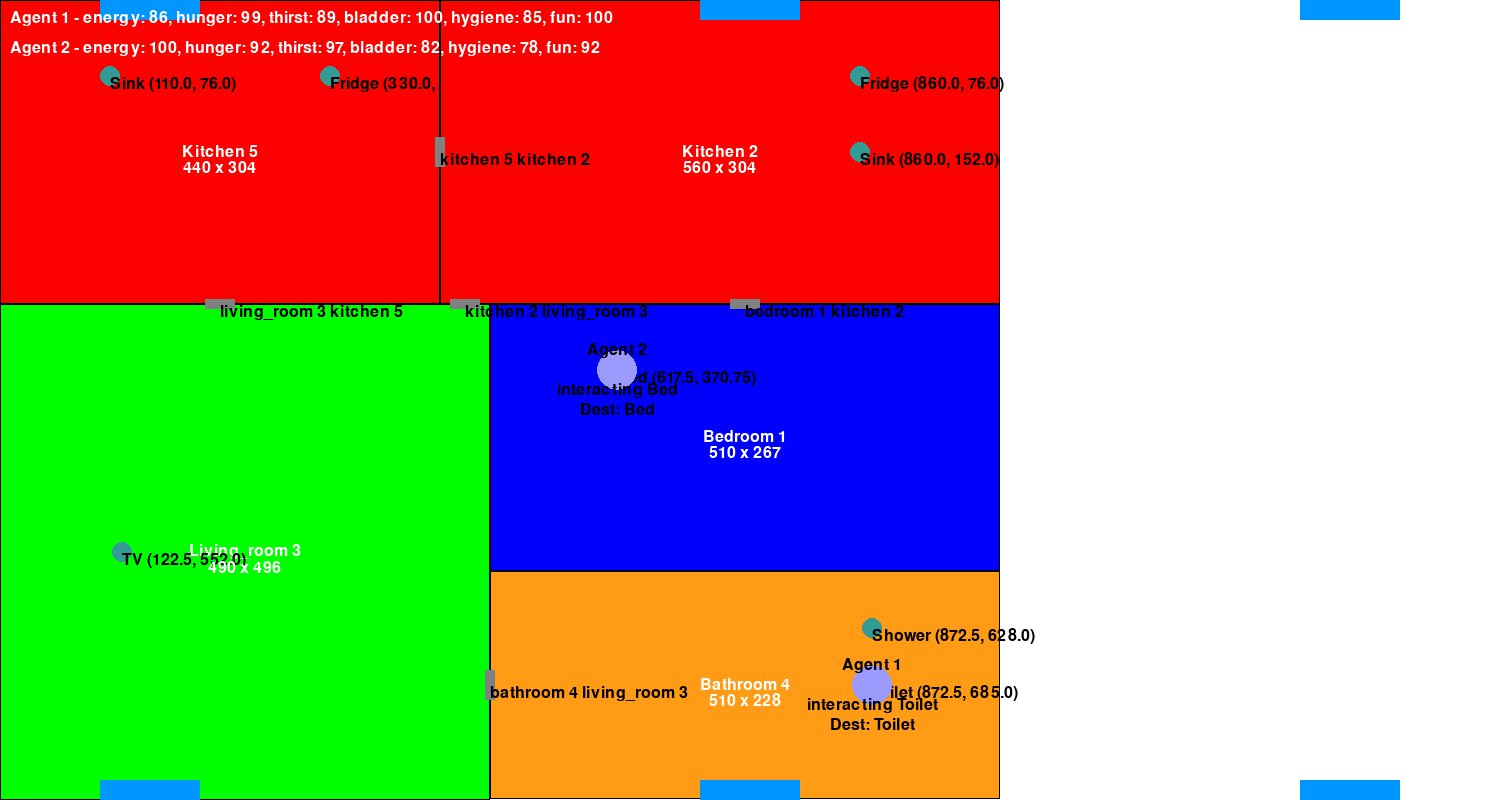 Agent 1 - energy: 86, hunger: 99, thirst: 89, bladder: 100, hygiene: 85, fun: 100
Agent 2 - energy: 100, hunger: 92, thirst: 97, bladder: 82, hygiene: 78, fun: 92
Sink (110.0, 76.0)
Fridge (330.0,
Fridge (860.0, 76.0)
Kitchen 5
440 x 304
kitchen 5 kitchen 2
Kitchen 2
560 x 304
Sink (860.0, 152.0)
living_room 3 kitchen 5
kitchen 2 living_room 3
bedroom 1 kitchen 2
Agent 2
d (617.5, 370.75)
interacting Bed
Dest: Bed
Bedroom 1
510 x 267
Living_room 3
490 x 496
TV (122.5, 552.0)
Shower (872.5, 628.0)
Agent 1
Bathroom 4
510 x 228
bathroom 4 living_room 3
ilet (872.5, 685.0)
interacting Toilet
Dest: Toilet